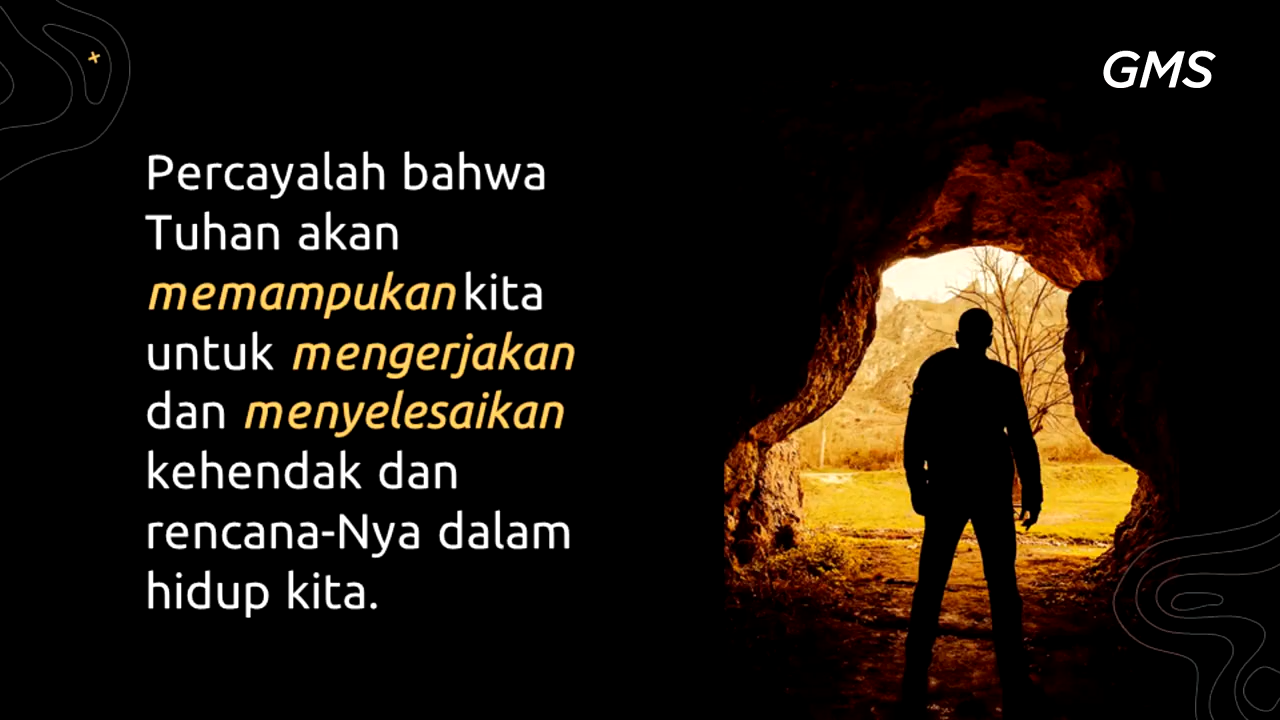 GMS
Percayalah bahwa
Tuhan akan
memampukan kita
untuk mengerjakan
dan menyelesaikan
kehendak dan
rencana-Nya dalam
hidup kita.